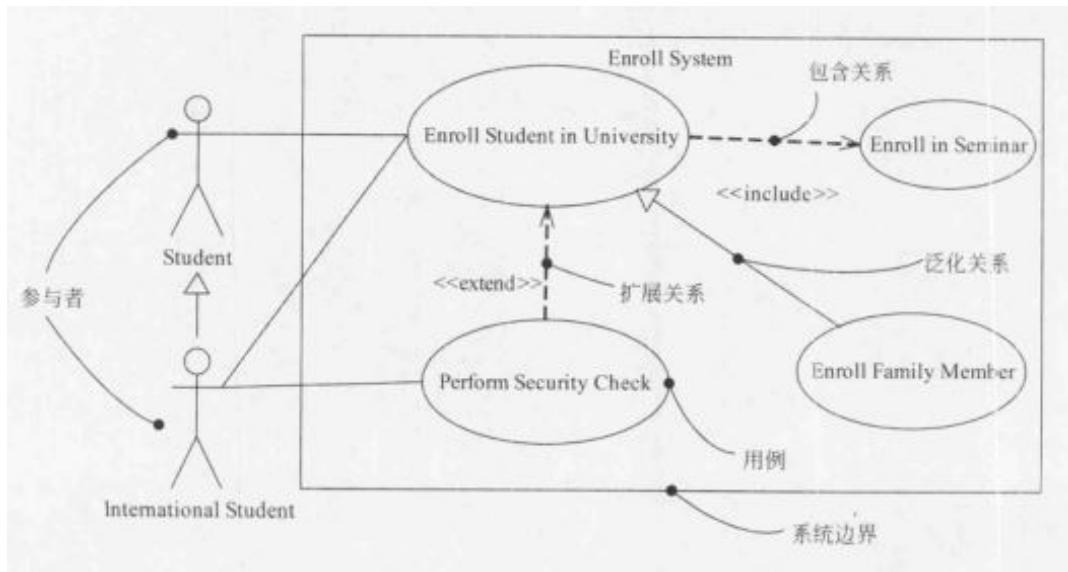 Enroll System
包含关系
Enroll Student in University
Enroll in Seminar
<<include>>
Student
参与者
<<extend>>
扩展关系
泛化关系
Perform Security Check
Enroll Family Member
用例
International Student
系统边界